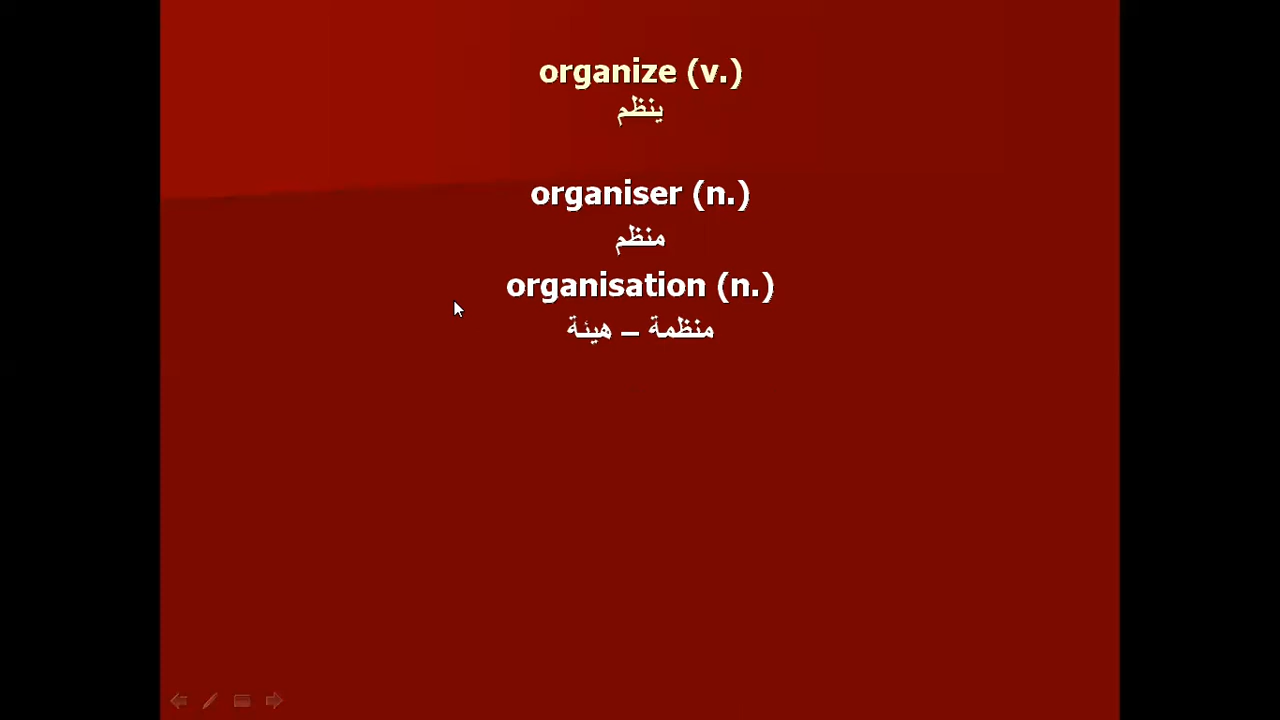 organize (v.)
ينظم
organiser (n.)
منظم
organisation (n.)
منظمة – هيئة